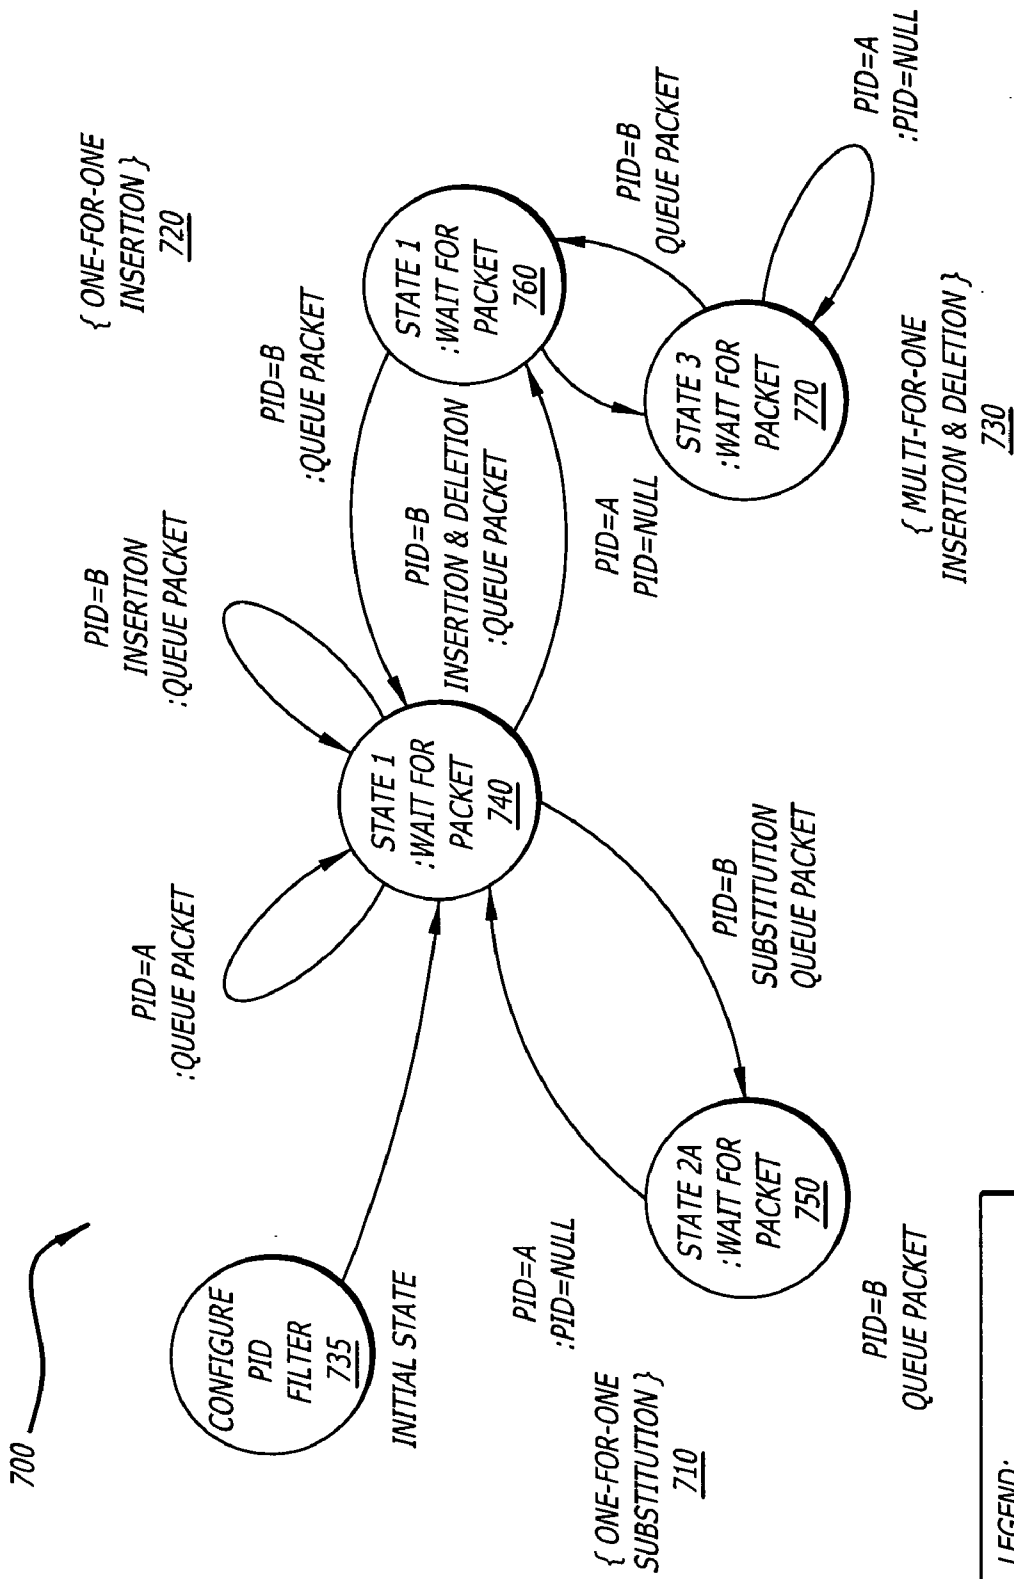 700
CONFIGURE
PID
FILTER
735
INITIAL STATE
PID=A
:QUEUE PACKET
PID=B
INSERTION
:QUEUE PACKET
{ ONE-FOR-ONE
INSERTION }
720
STATE 1
:WAIT FOR
PACKET
740
PID=B
:QUEUE PACKET
PID=B
INSERTION & DELETION
:QUEUE PACKET
STATE 1
:WAIT FOR
PACKET
760
PID=B
QUEUE PACKET
PID=A
PID=NULL
STATE 3
:WAIT FOR
PACKET
770
PID=A
:PID=NULL
{ MULTI-FOR-ONE
INSERTION & DELETION }
730
PID=A
:PID=NULL
{ ONE-FOR-ONE
SUBSTITUTION }
710
STATE 2A
:WAIT FOR
PACKET
750
PID=B
SUBSTITUTION
QUEUE PACKET
PID=B
QUEUE PACKET
LEGEND: